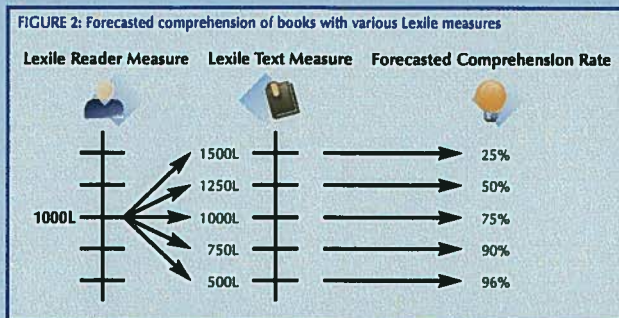 FIGURE 2: Forecasted comprehension of books with various Lexile measures
Lexile Reader Measure Lexile Text Measure Forecasted Comprehension Rate
1500L 25%
1250L 50%
1000L 1000L 75%
750L 90%
500L 96%